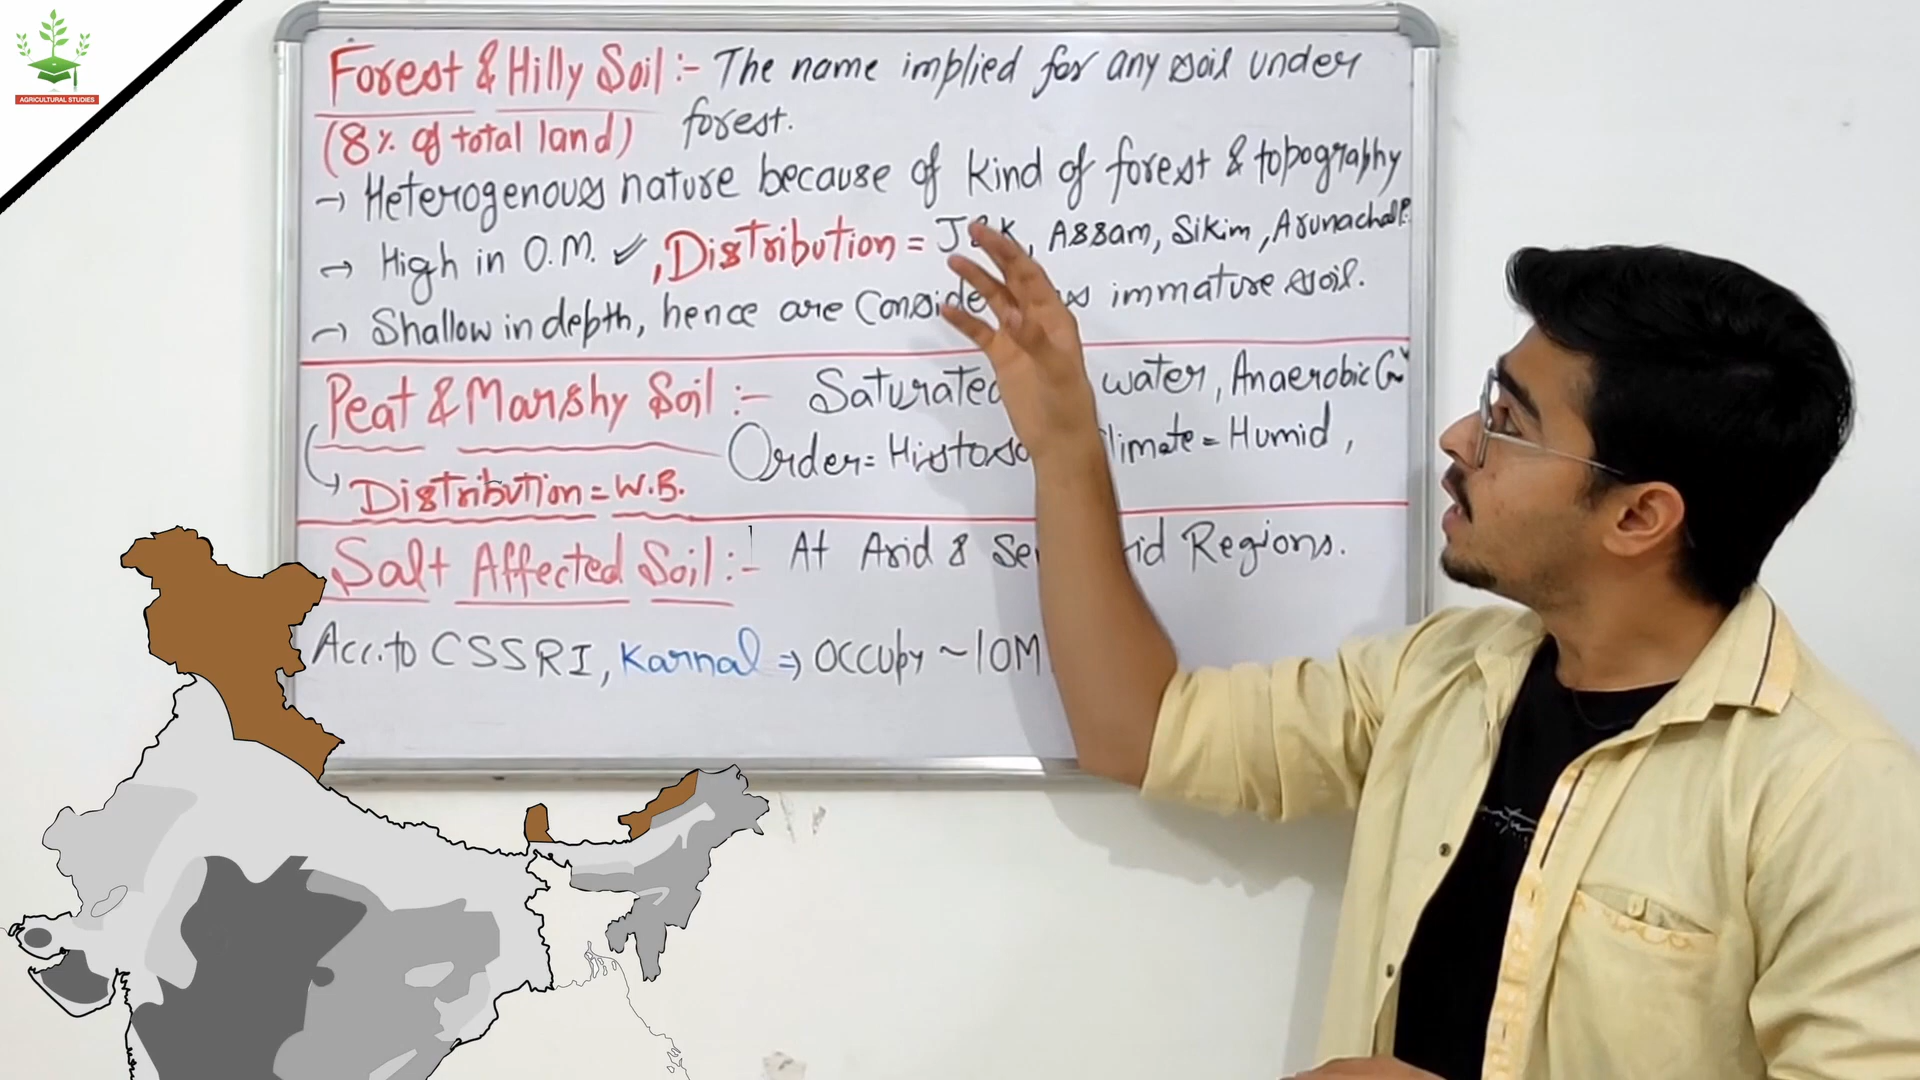 AGRICULTURAL STUDIES
Forest & Hilly Soil :- The name implied for any soil under
(8% of total land) forest.
→ Heterogenous nature because of kind of forest & topography
→ High in O.M. ✓, Distribution = J&K, Assam, Sikim, Arunachal P.
→ Shallow in depth, hence are immature soil.
Peat & Marshy Soil :- Saturated water, Anaerobic
Order = Climate = Humid,
↳ Distribution = W.B.
Salt Affected Soil :- At Arid & Regions.
Acc. to CSSRI, Karnal ⇒ Occupy ~10M